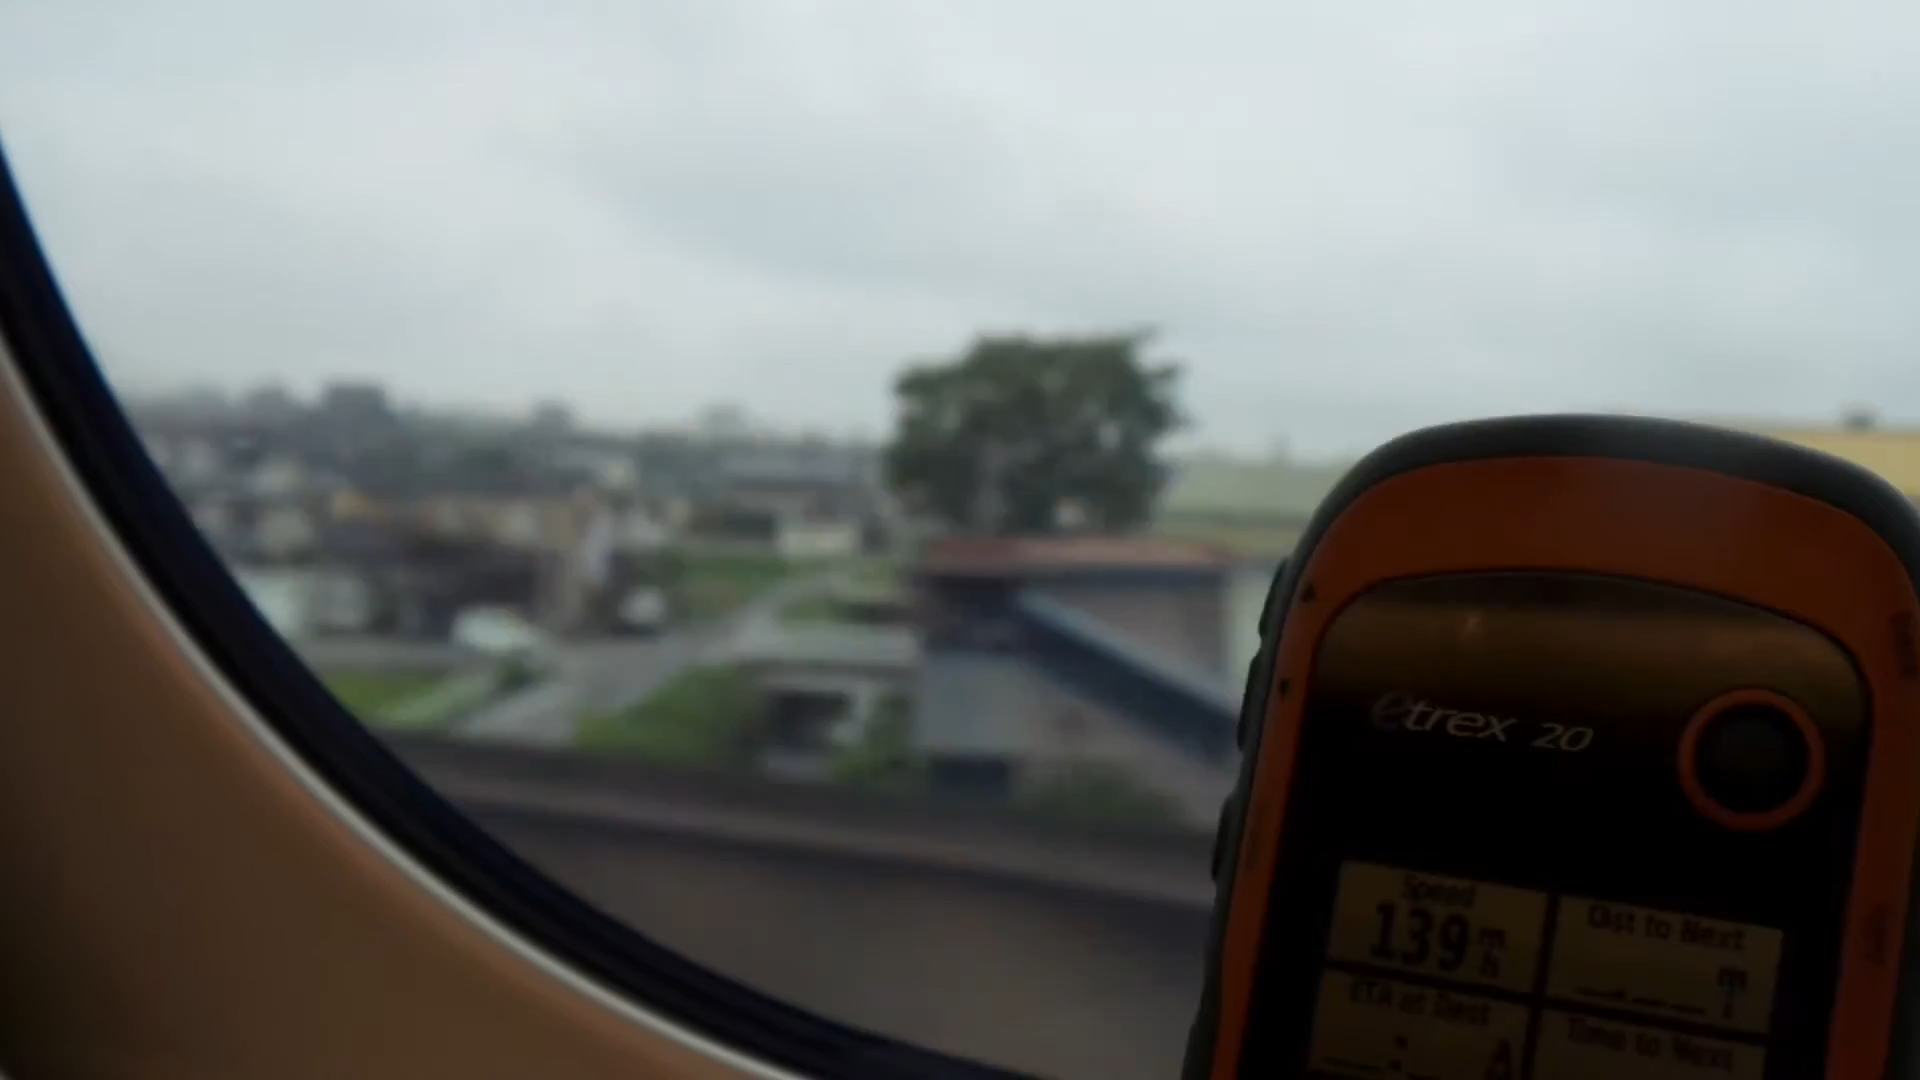 etrex 20
Speed
139 m h
Dist to Next
_ _._ _ _ m i
ETA at Dest
_ _:_ _ A
Time to Next